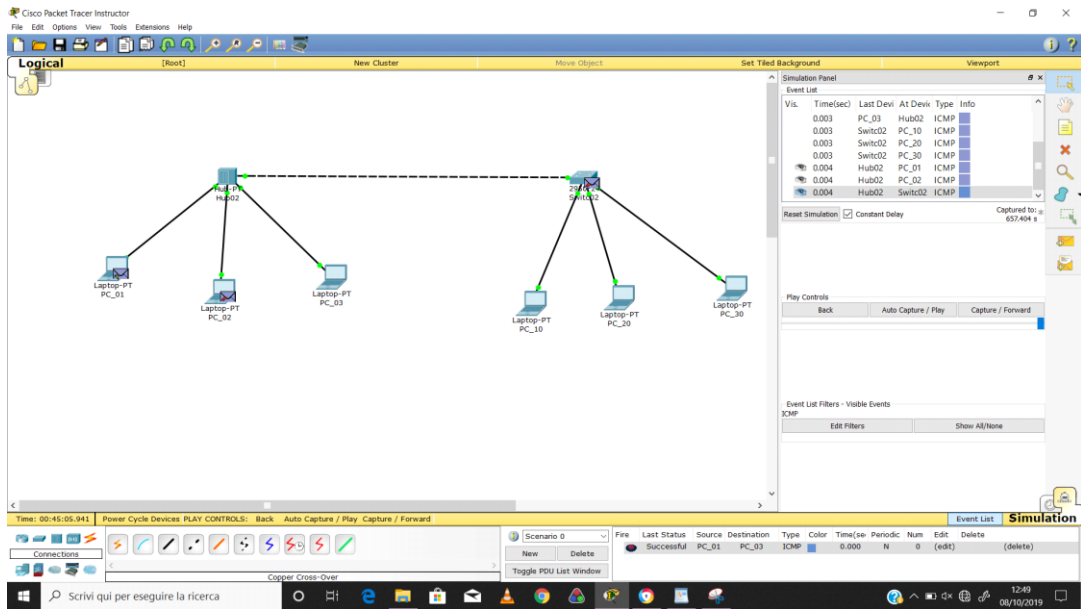 Cisco Packet Tracer Instructor
File Edit Options View Tools Extensions Help
Logical [Root] New Cluster Move Object Set Tiled Background Viewport
Simulation Panel
Event List
Vis. Time(sec) Last Devi At Devic Type Info
0.003 PC_03 Hub02 ICMP
0.003 Switc02 PC_10 ICMP
0.003 Switc02 PC_20 ICMP
0.003 Switc02 PC_30 ICMP
0.004 Hub02 PC_01 ICMP
0.004 Hub02 PC_02 ICMP
0.004 Hub02 Switc02 ICMP
Reset Simulation Constant Delay Captured to:
657.404 s
Play Controls
Back Auto Capture / Play Capture / Forward
Event List Filters - Visible Events
ICMP
Edit Filters Show All/None
Hub-PT
Hub02
Switc02
Laptop-PT
PC_01
Laptop-PT
PC_02
Laptop-PT
PC_03
Laptop-PT
PC_10
Laptop-PT
PC_20
Laptop-PT
PC_30
Time: 00:45:05.941 Power Cycle Devices PLAY CONTROLS: Back Auto Capture / Play Capture / Forward
Event List Simulation
Connections
Copper Cross-Over
Scenario 0
New Delete
Toggle PDU List Window
Fire Last Status Source Destination Type Color Time(se Periodic Num Edit Delete
Successful PC_01 PC_03 ICMP 0.000 N 0 (edit) (delete)
Scrivi qui per eseguire la ricerca
12:49
08/10/2019